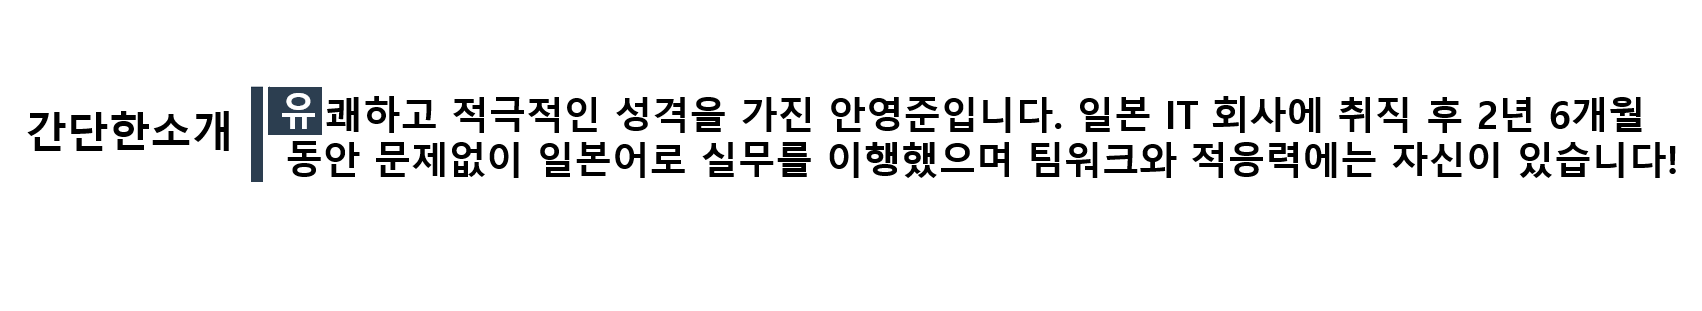 간단한소개
유쾌하고 적극적인 성격을 가진 안영준입니다. 일본 IT 회사에 취직 후 2년 6개월
동안 문제없이 일본어로 실무를 이행했으며 팀워크와 적응력에는 자신이 있습니다!